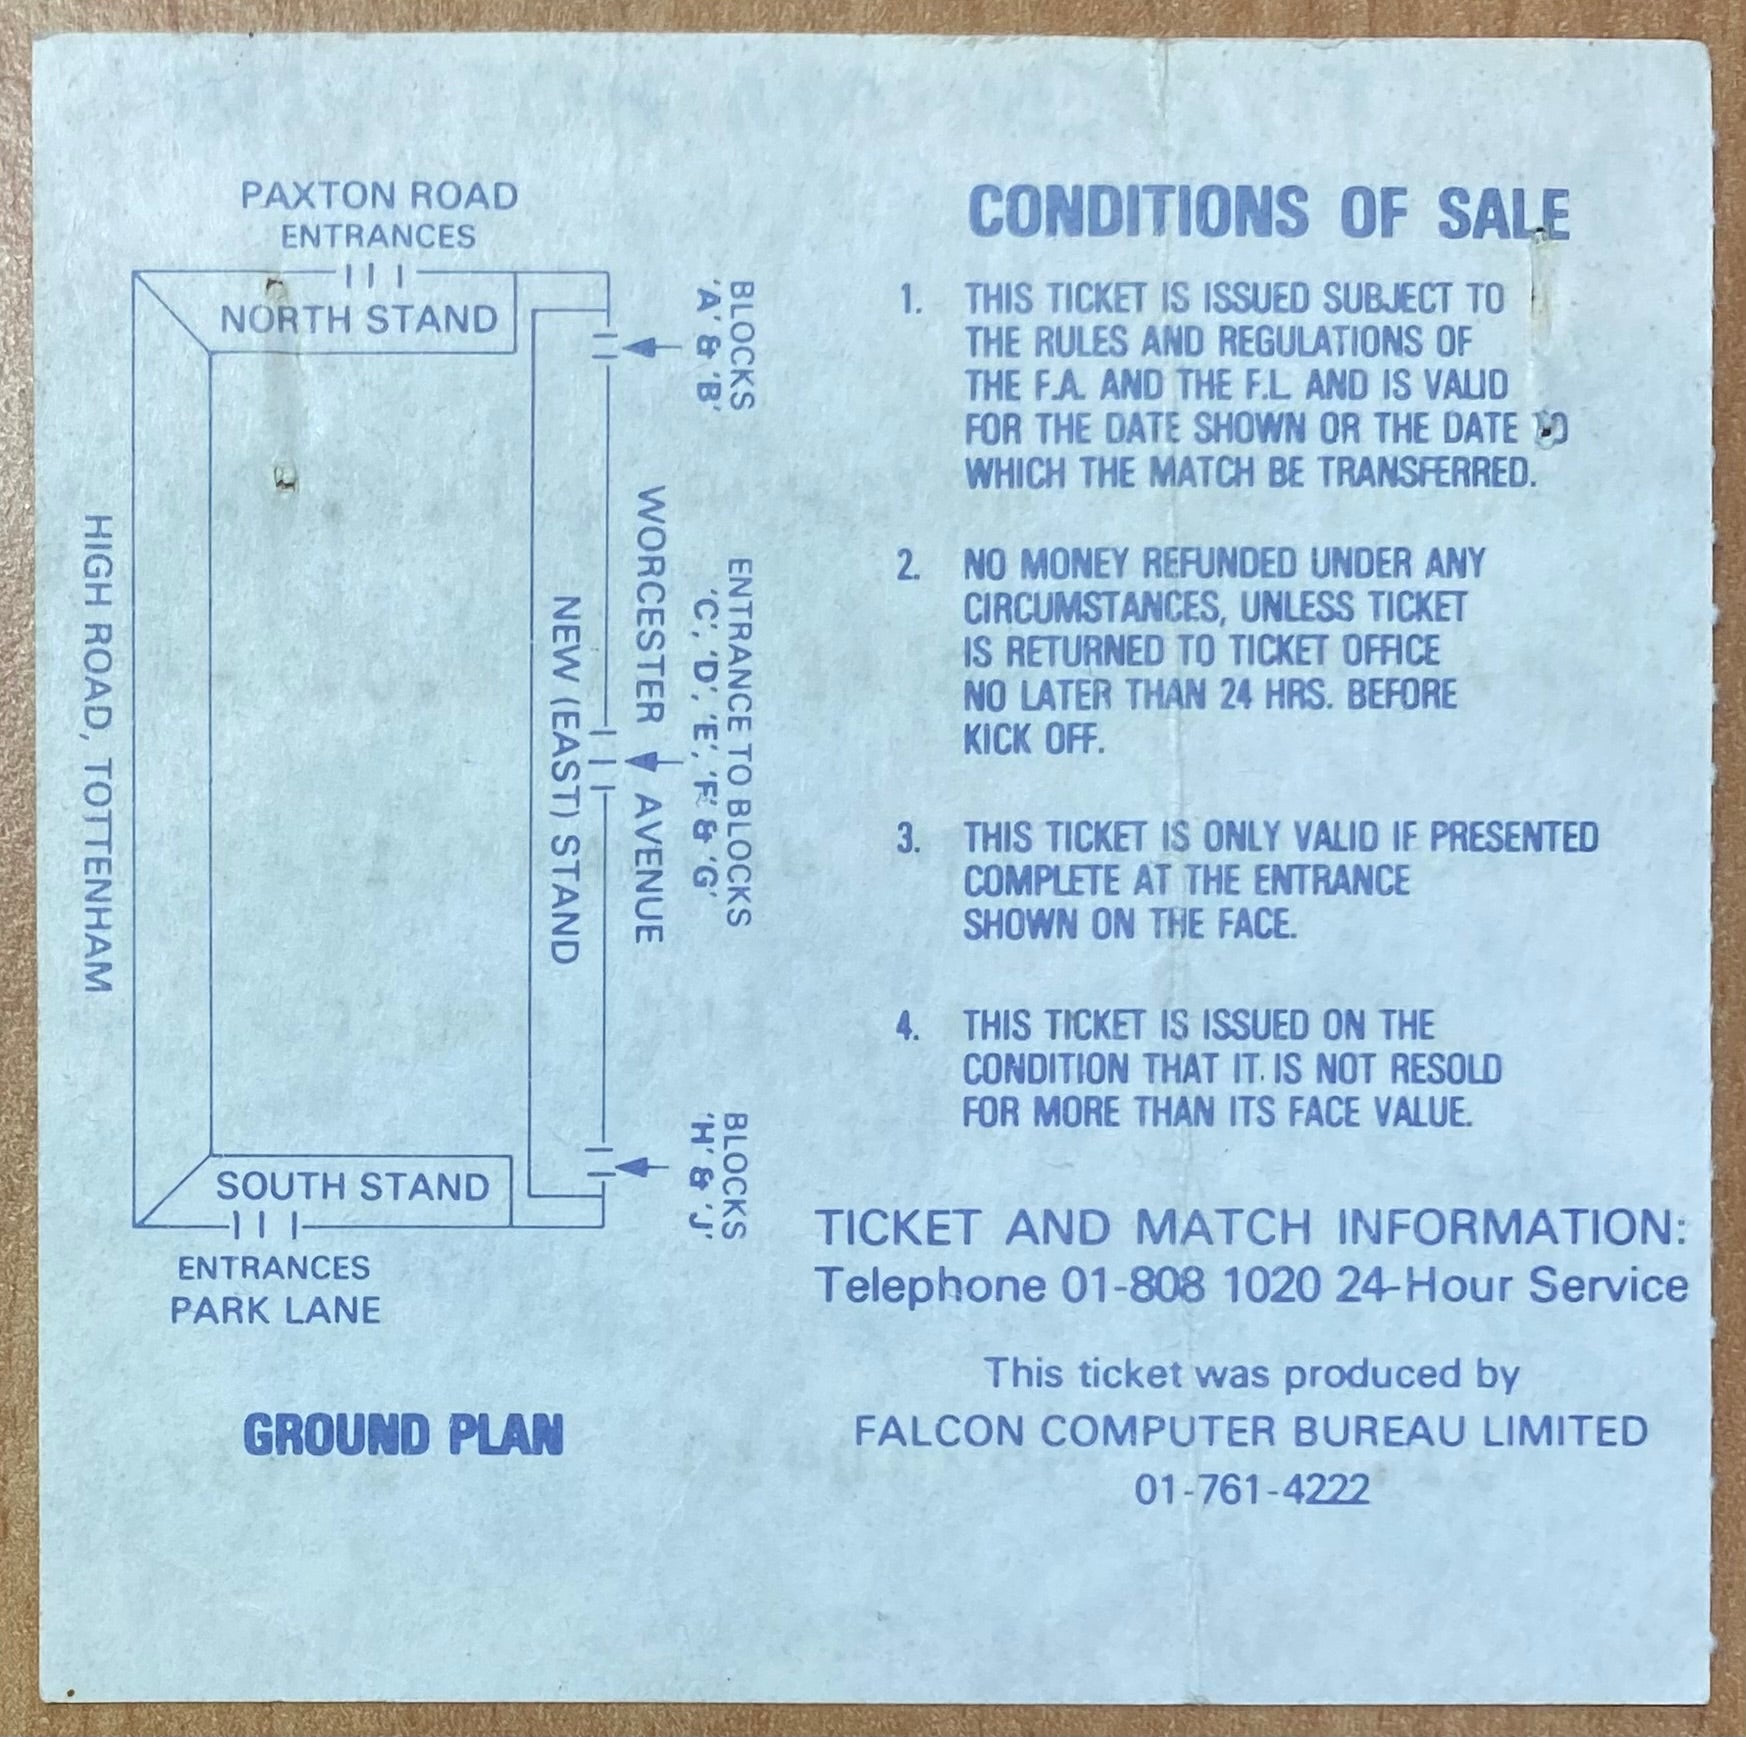 PAXTON ROAD
ENTRANCES
NORTH STAND
BLOCKS
'A' & 'B'
HIGH ROAD, TOTTENHAM
NEW (EAST) STAND
WORCESTER AVENUE
ENTRANCE TO BLOCKS
'C', 'D', 'E', 'F' & 'G'
BLOCKS
'H' & 'J'
SOUTH STAND
ENTRANCES
PARK LANE
GROUND PLAN
CONDITIONS OF SALE
1. THIS TICKET IS ISSUED SUBJECT TO
THE RULES AND REGULATIONS OF
THE F.A. AND THE F.L. AND IS VALID
FOR THE DATE SHOWN OR THE DATE TO
WHICH THE MATCH BE TRANSFERRED.
2. NO MONEY REFUNDED UNDER ANY
CIRCUMSTANCES, UNLESS TICKET
IS RETURNED TO TICKET OFFICE
NO LATER THAN 24 HRS. BEFORE
KICK OFF.
3. THIS TICKET IS ONLY VALID IF PRESENTED
COMPLETE AT THE ENTRANCE
SHOWN ON THE FACE.
4. THIS TICKET IS ISSUED ON THE
CONDITION THAT IT. IS NOT RESOLD
FOR MORE THAN ITS FACE VALUE.
TICKET AND MATCH INFORMATION:
Telephone 01-808 1020 24-Hour Service
This ticket was produced by
FALCON COMPUTER BUREAU LIMITED
01-761-4222